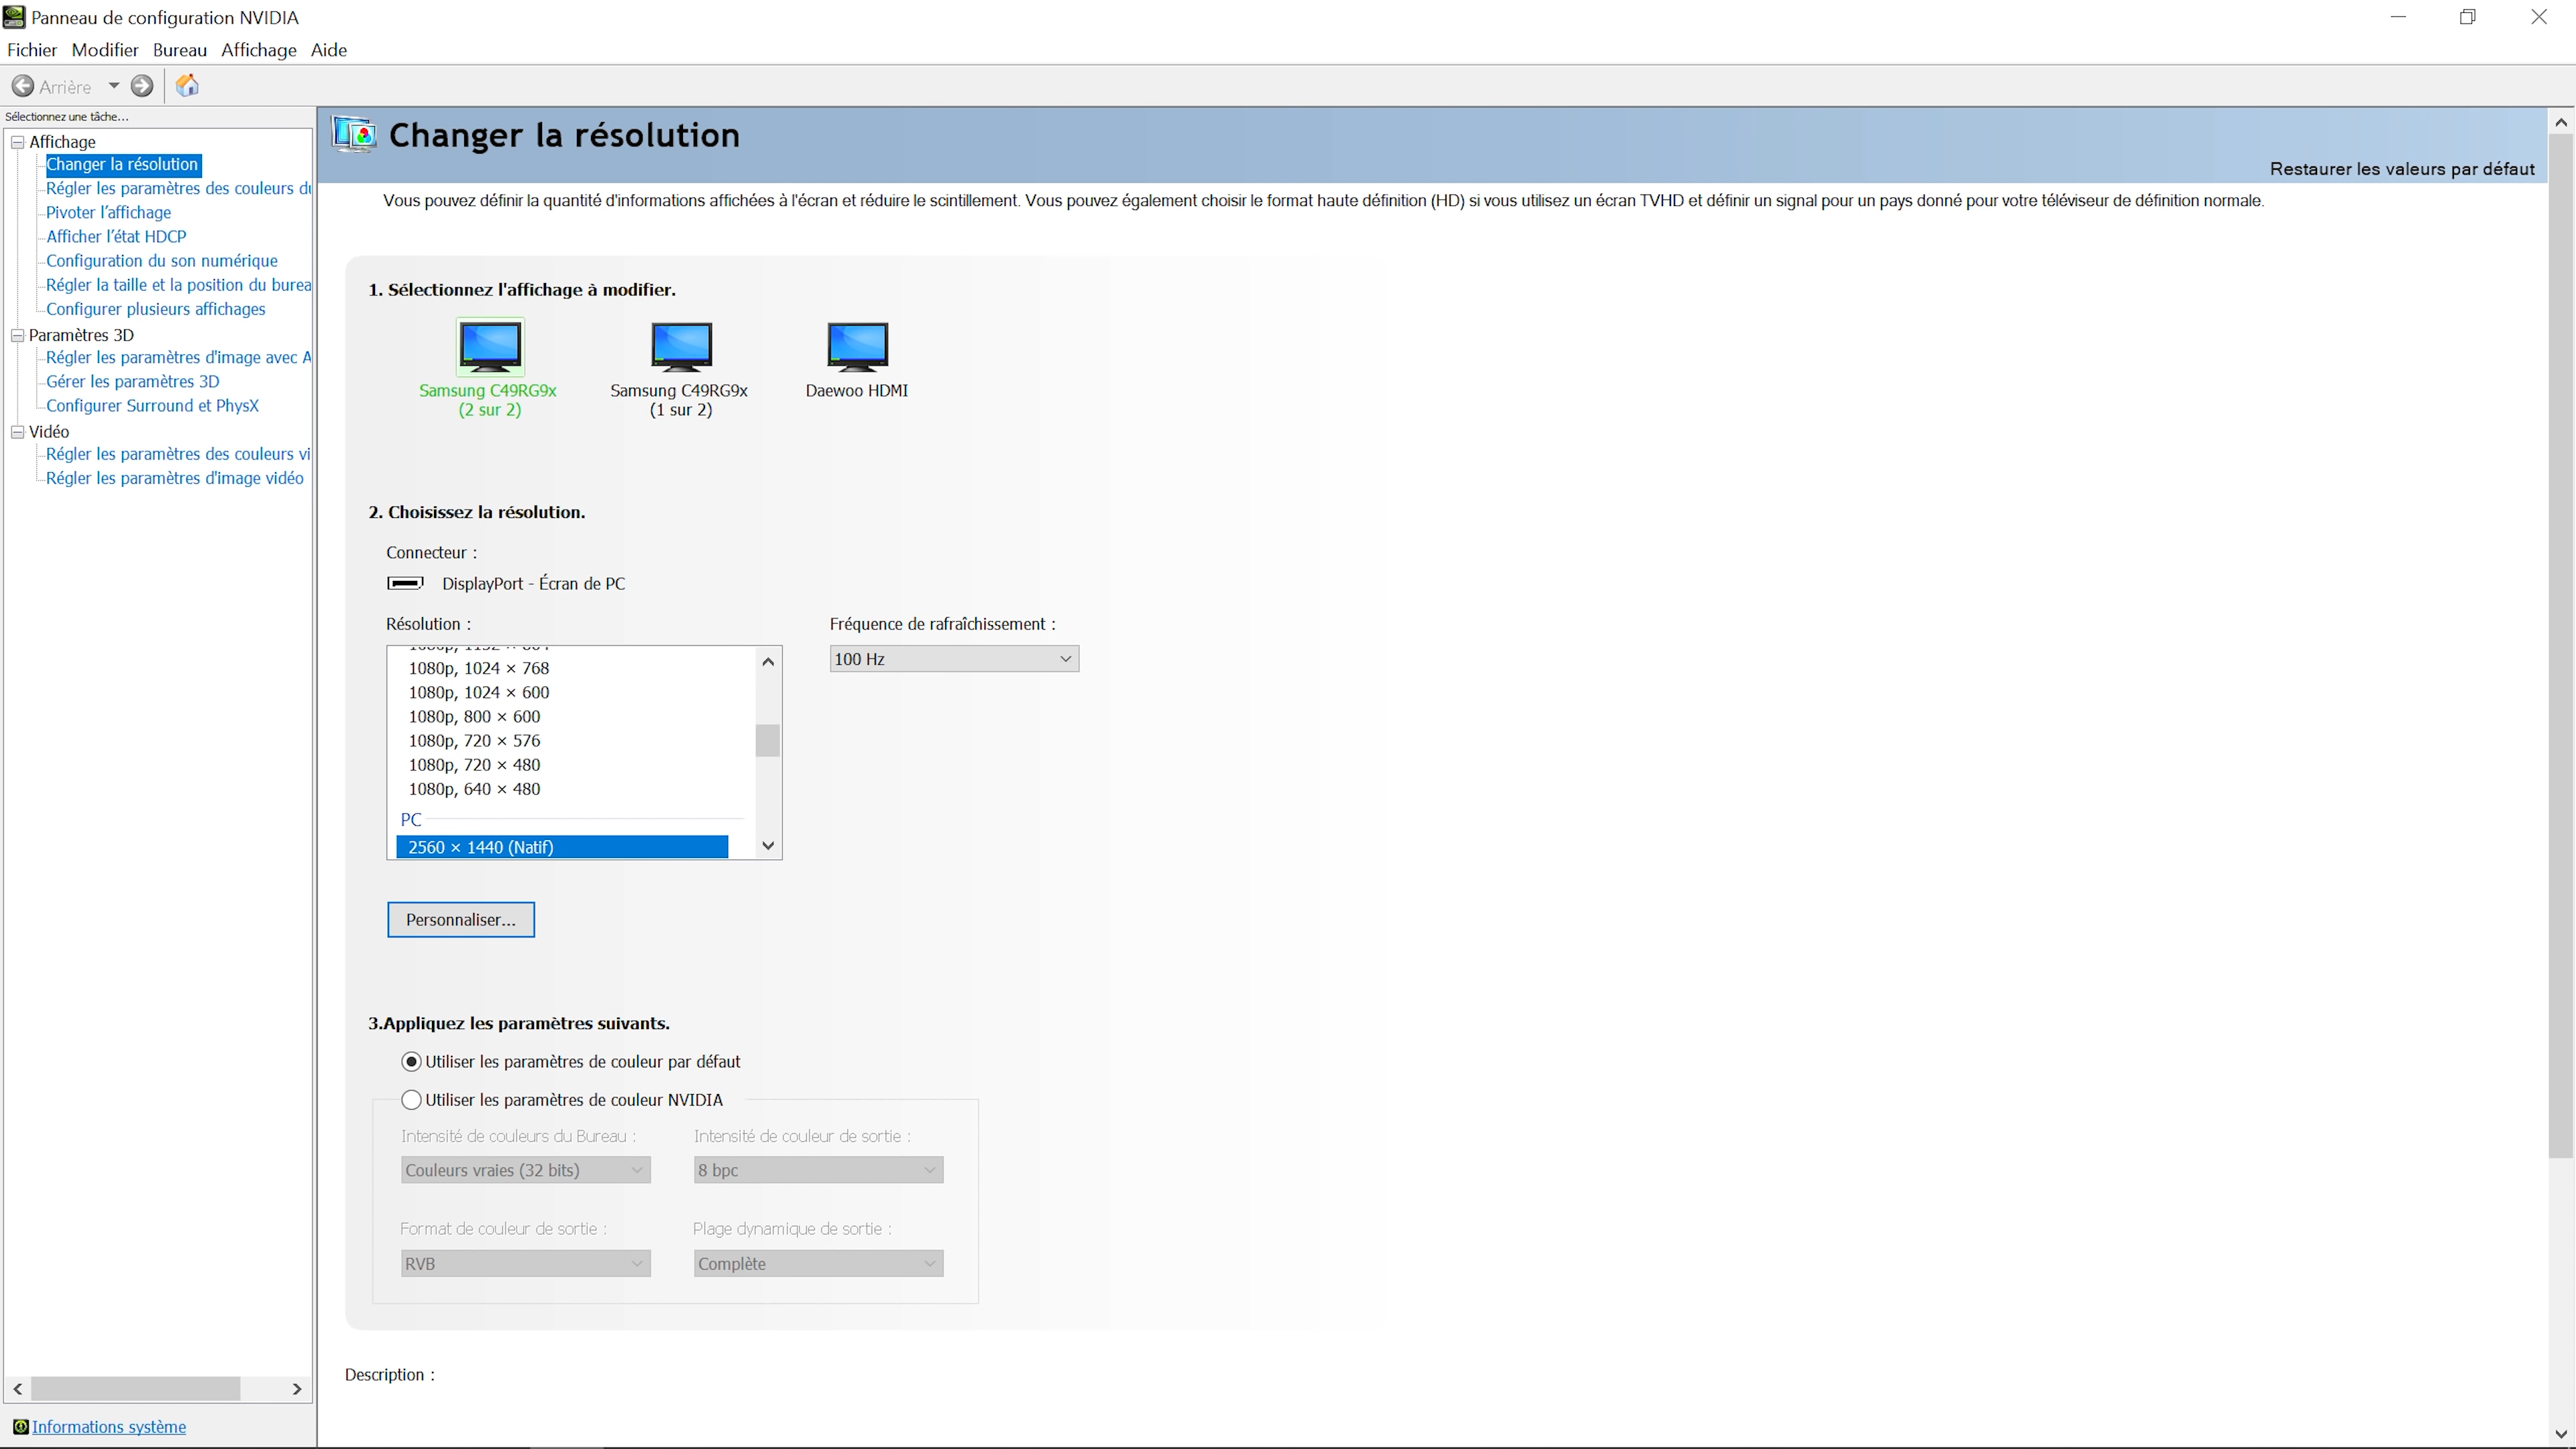 Panneau de configuration NVIDIA
Fichier Modifier Bureau Affichage Aide
Arrière
Sélectionnez une tâche...
Affichage
Changer la résolution
Régler les paramètres des couleurs du
Pivoter l'affichage
Afficher l'état HDCP
Configuration du son numérique
Régler la taille et la position du burea
Configurer plusieurs affichages
Paramètres 3D
Régler les paramètres d'image avec A
Gérer les paramètres 3D
Configurer Surround et PhysX
Vidéo
Régler les paramètres des couleurs vi
Régler les paramètres d'image vidéo
Informations système
Changer la résolution
Restaurer les valeurs par défaut
Vous pouvez définir la quantité d'informations affichées à l'écran et réduire le scintillement. Vous pouvez également choisir le format haute définition (HD) si vous utilisez un écran TVHD et définir un signal pour un pays donné pour votre téléviseur de définition normale.
1. Sélectionnez l'affichage à modifier.
Samsung C49RG9x
(2 sur 2)
Samsung C49RG9x
(1 sur 2)
Daewoo HDMI
2. Choisissez la résolution.
Connecteur :
DisplayPort - Écran de PC
Résolution :
1080p, 1024 × 768
1080p, 1024 × 600
1080p, 800 × 600
1080p, 720 × 576
1080p, 720 × 480
1080p, 640 × 480
PC
2560 × 1440 (Natif)
Fréquence de rafraîchissement :
100 Hz
Personnaliser...
3.Appliquez les paramètres suivants.
Utiliser les paramètres de couleur par défaut
Utiliser les paramètres de couleur NVIDIA
Intensité de couleurs du Bureau :
Couleurs vraies (32 bits)
Intensité de couleur de sortie :
8 bpc
Format de couleur de sortie :
RVB
Plage dynamique de sortie :
Complète
Description :